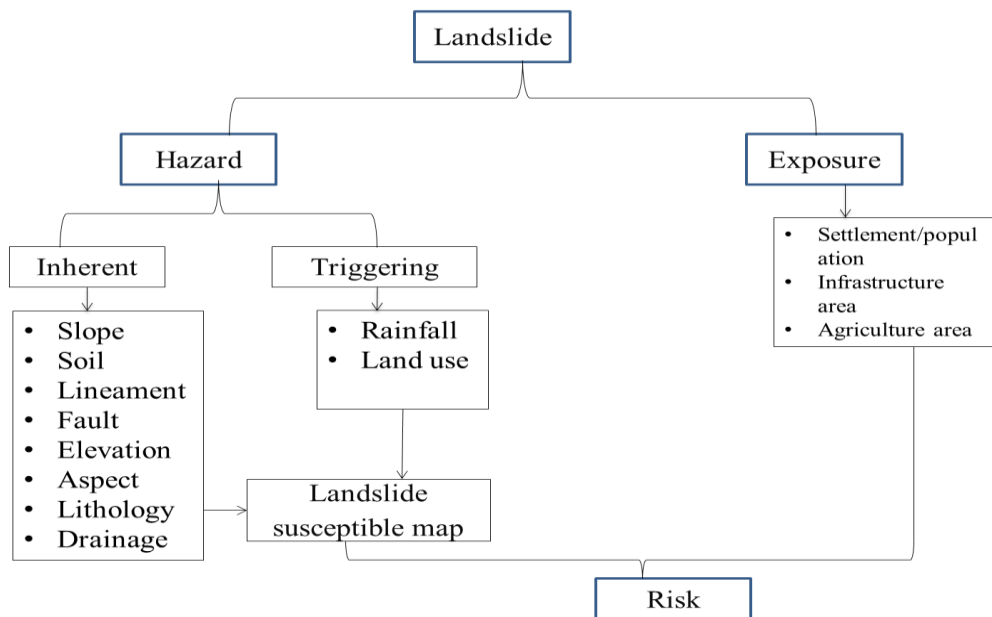 Landslide
Hazard
Exposure
Inherent
Triggering
• Settlement/popul
ation
• Infrastructure
area
• Agriculture area
• Slope
• Soil
• Lineament
• Fault
• Elevation
• Aspect
• Lithology
• Drainage
• Rainfall
• Land use
Landslide
susceptible map
Risk